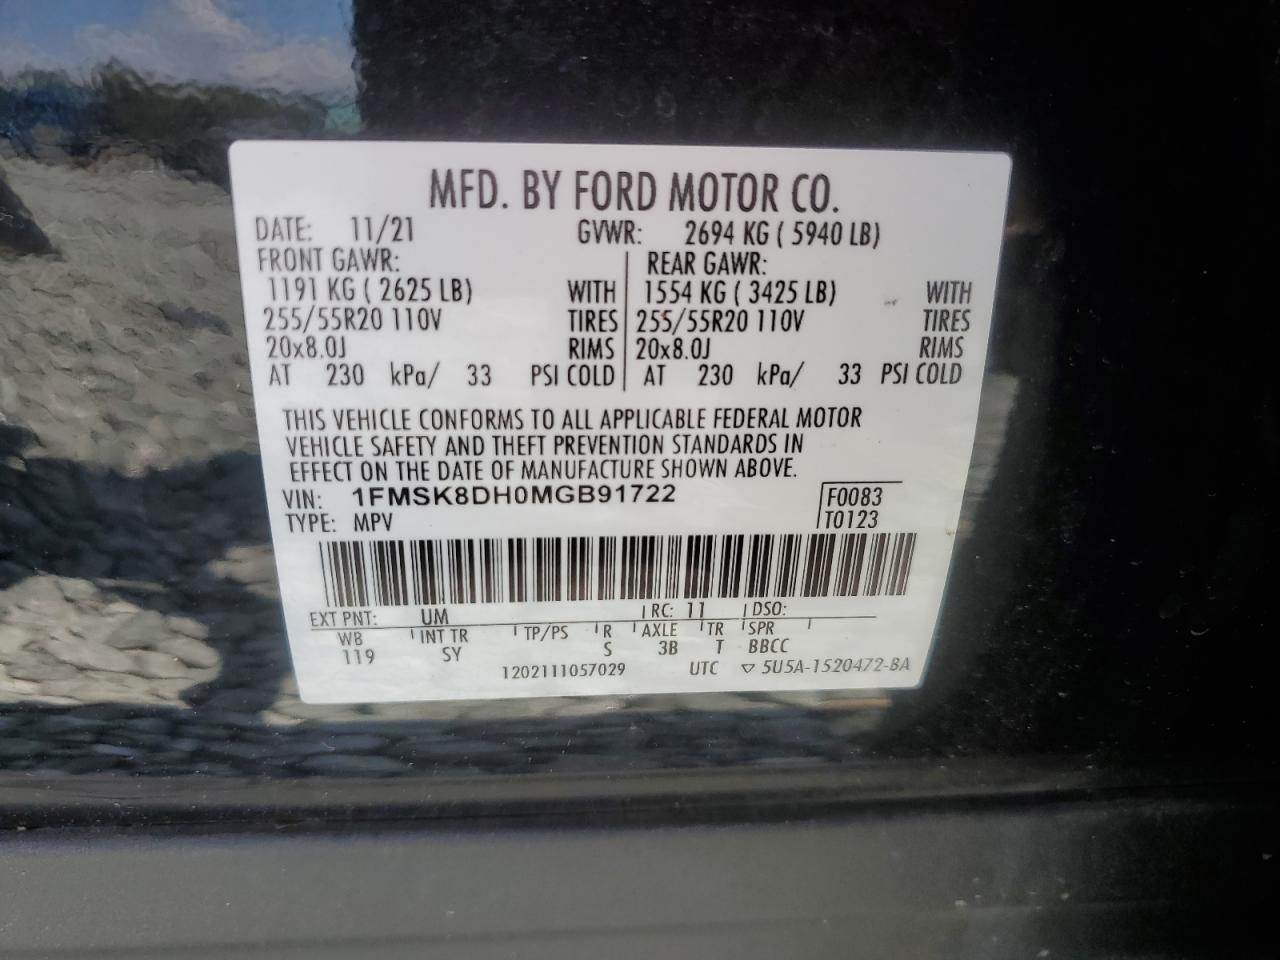 MFD. BY FORD MOTOR CO.
DATE: 11/21 GVWR: 2694 KG ( 5940 LB)
FRONT GAWR: REAR GAWR:
1191 KG ( 2625 LB) WITH 1554 KG ( 3425 LB) WITH
255/55R20 110V TIRES 255/55R20 110V TIRES
20x8.0J RIMS 20x8.0J RIMS
AT 230 kPa/ 33 PSI COLD AT 230 kPa/ 33 PSI COLD
THIS VEHICLE CONFORMS TO ALL APPLICABLE FEDERAL MOTOR
VEHICLE SAFETY AND THEFT PREVENTION STANDARDS IN
EFFECT ON THE DATE OF MANUFACTURE SHOWN ABOVE.
VIN: 1FMSK8DH0MGB91722 F0083
TYPE: MPV T0123
EXT PNT: UM RC: 11 DSO:
WB INT TR TP/PS R AXLE TR SPR
119 SY S 3B T BBCC
1202111057029 UTC ▽ 5U5A-1520472-BA